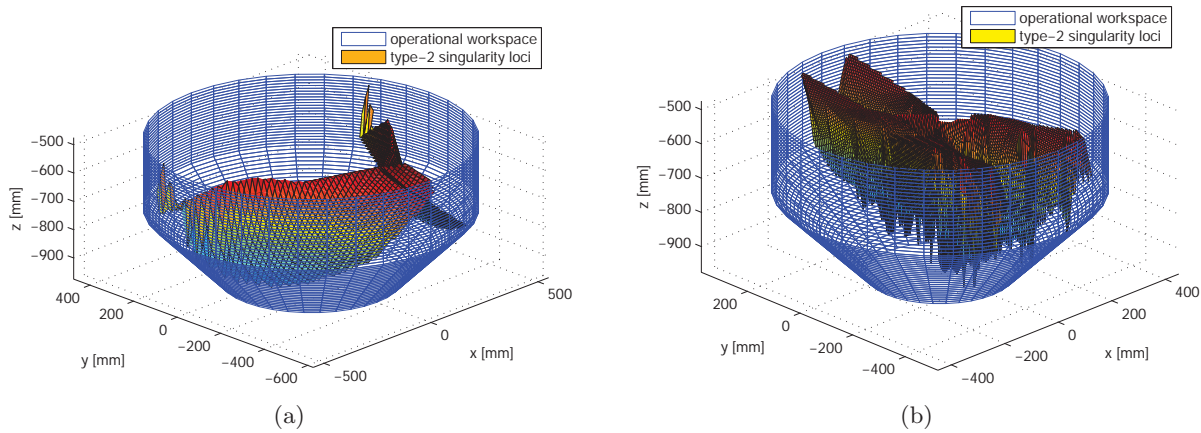 operational workspace
type−2 singularity loci
−500
−600
−700
−800
−900
z [mm]
400
200
0
−200
−400
−600
y [mm]
−500
0
500
x [mm]
(a)
operational workspace
type−2 singularity loci
−500
−600
−700
−800
−900
z [mm]
200
0
−200
−400
y [mm]
−400
−200
0
200
400
x [mm]
(b)